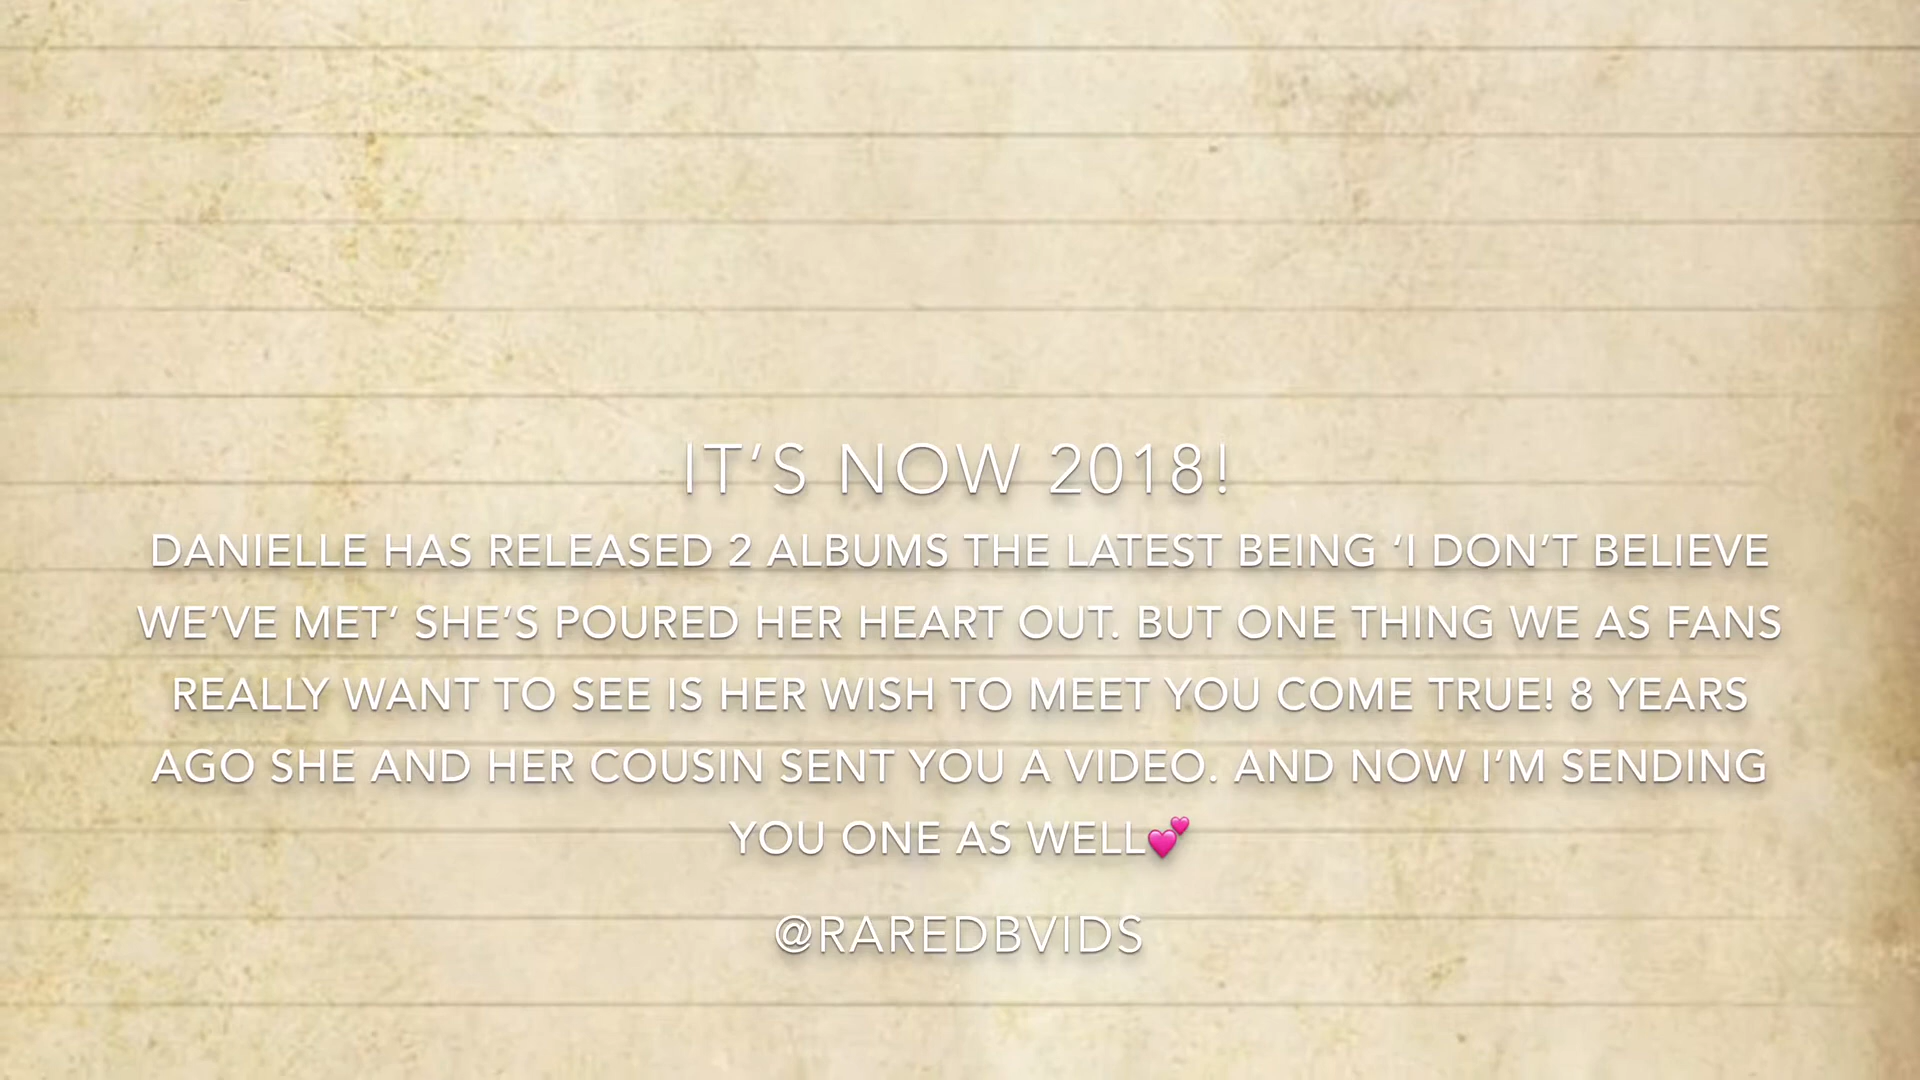 IT’S NOW 2018!
DANIELLE HAS RELEASED 2 ALBUMS THE LATEST BEING ‘I DON’T BELIEVE
WE’VE MET‘ SHE’S POURED HER HEART OUT. BUT ONE THING WE AS FANS
REALLY WANT TO SEE IS HER WISH TO MEET YOU COME TRUE! 8 YEARS
AGO SHE AND HER COUSIN SENT YOU A VIDEO. AND NOW I’M SENDING
YOU ONE AS WELL💕
@RAREDBVIDS